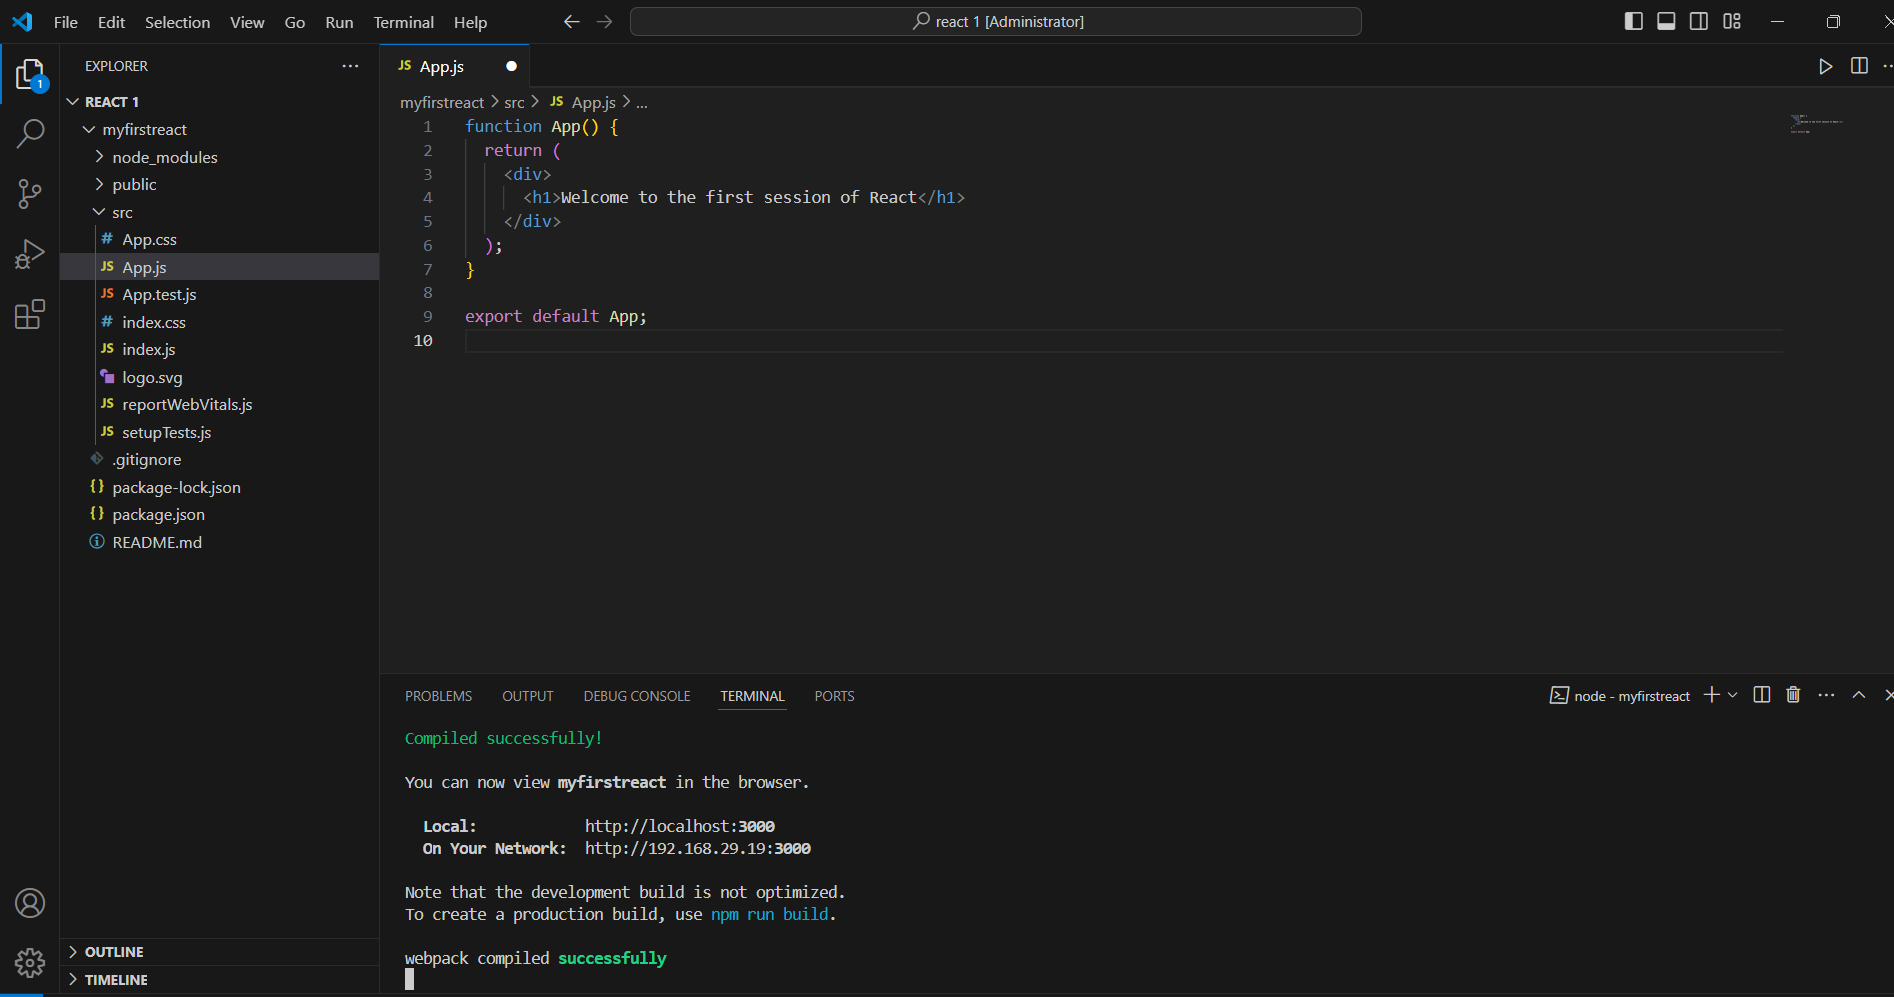 File Edit Selection View Go Run Terminal Help
react 1 [Administrator]
1
EXPLORER
REACT 1
myfirstreact
node_modules
public
src
# App.css
JS App.js
JS App.test.js
# index.css
JS index.js
logo.svg
JS reportWebVitals.js
JS setupTests.js
.gitignore
{} package-lock.json
{} package.json
README.md
OUTLINE
TIMELINE
JS App.js
myfirstreact > src > JS App.js > ...
1 function App() {
2 return (
3 <div>
4 <h1>Welcome to the first session of React</h1>
5 </div>
6 );
7 }
8
9 export default App;
10
PROBLEMS OUTPUT DEBUG CONSOLE TERMINAL PORTS
node - myfirstreact
Compiled successfully!
You can now view myfirstreact in the browser.
Local: http://localhost:3000
On Your Network: http://192.168.29.19:3000
Note that the development build is not optimized.
To create a production build, use npm run build.
webpack compiled successfully